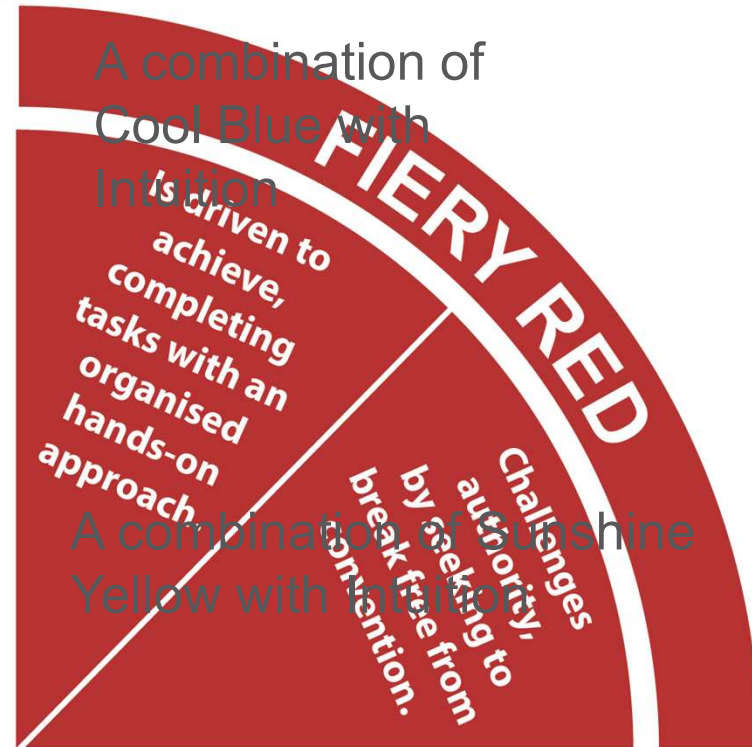 A combination of
Cool Blue with
Intuition
FIERY RED
Is driven to
achieve,
completing
tasks with an
organised
hands-on
approach.
Challenges
authority,
by seeking to
break free from
convention.
A combination of Sunshine
Yellow with Intuition